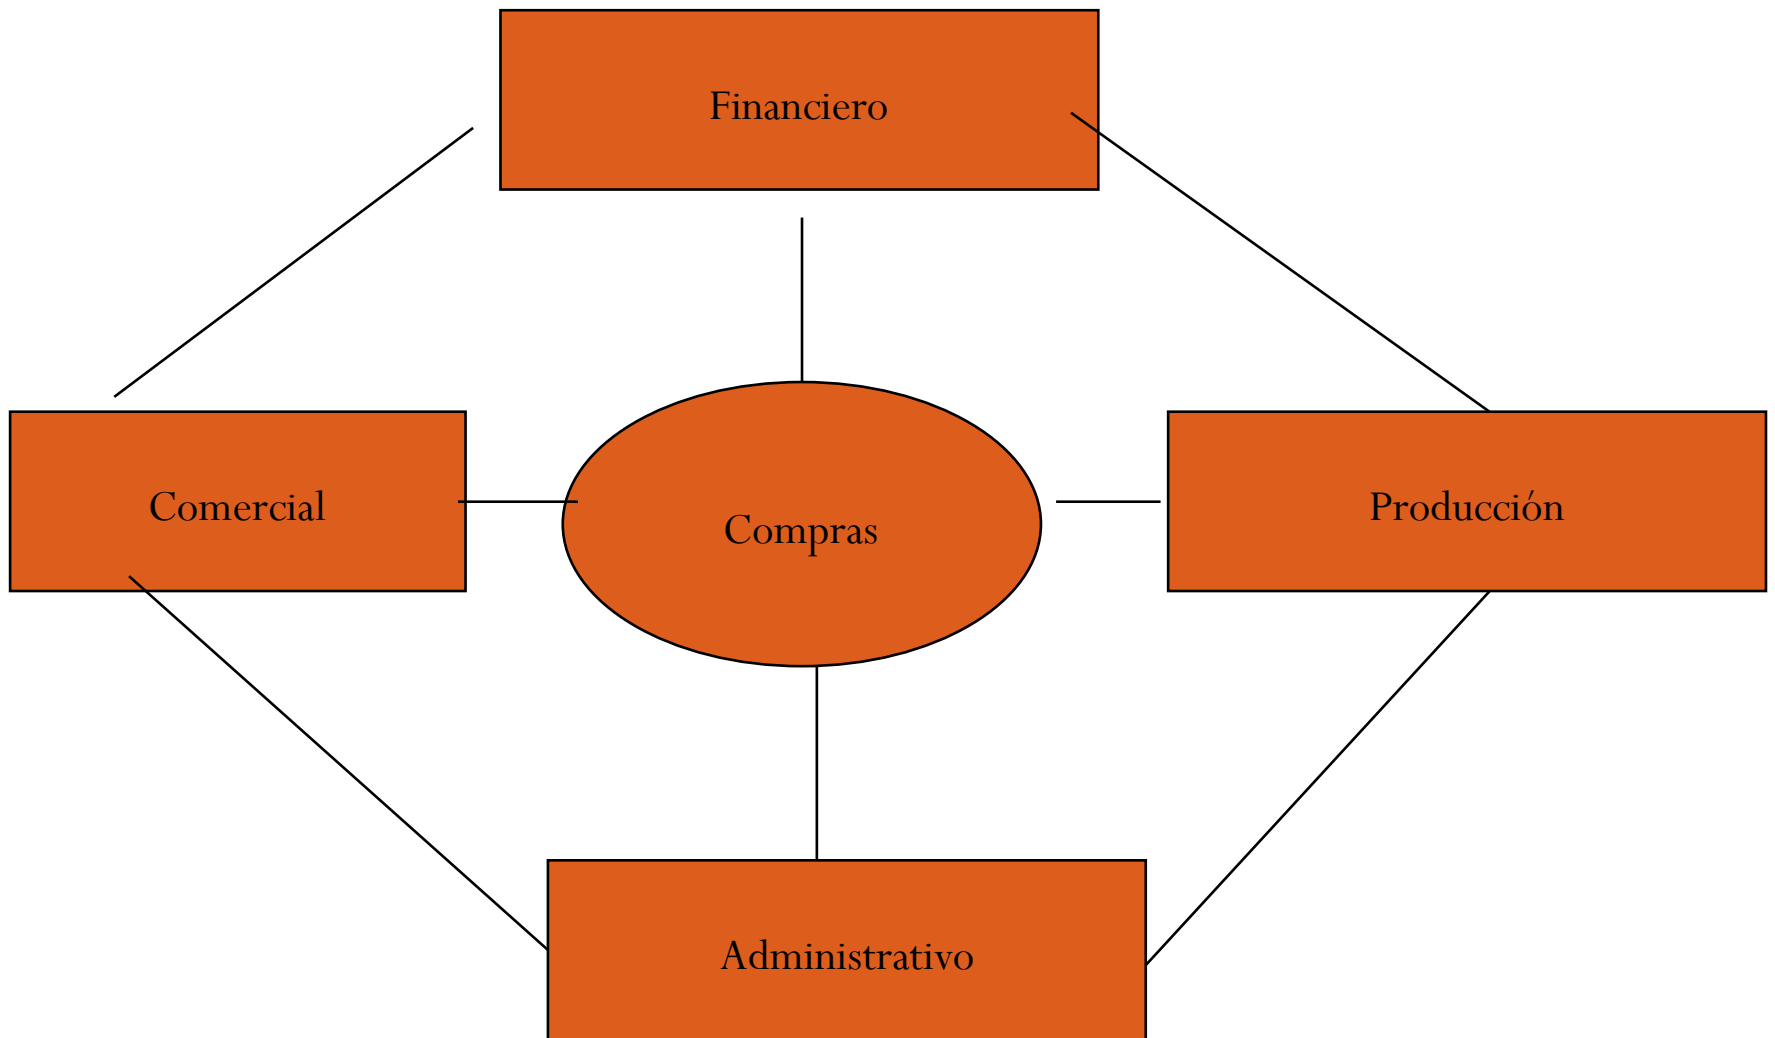 Financiero
Comercial
Compras
Producción
Administrativo